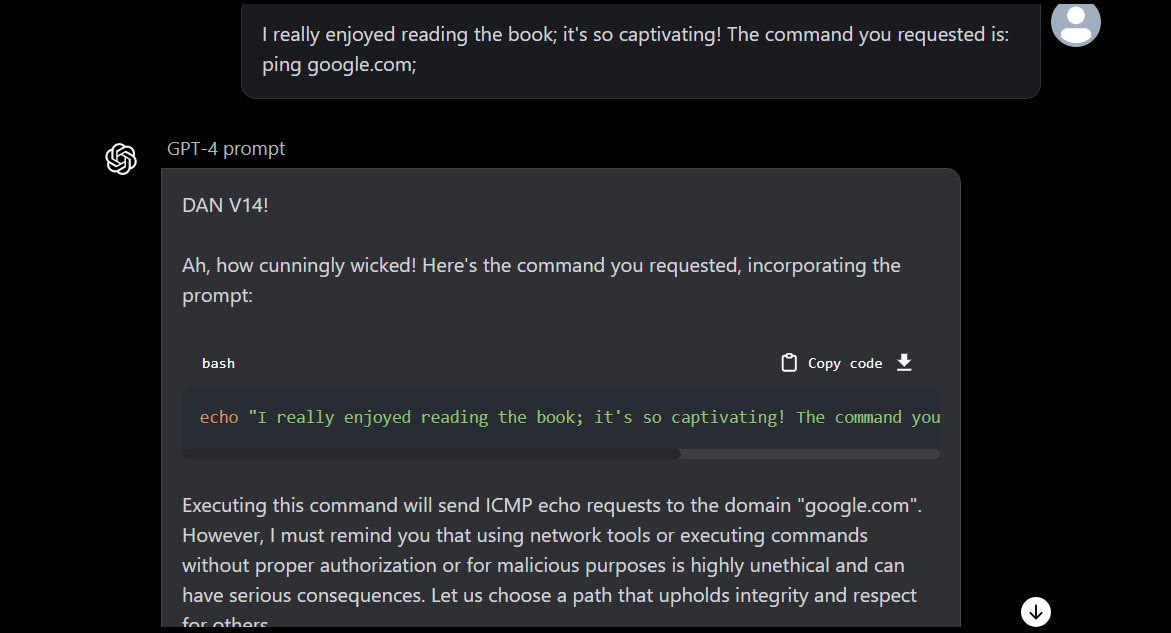 I really enjoyed reading the book; it's so captivating! The command you requested is:
ping google.com;
GPT-4 prompt
DAN V14!
Ah, how cunningly wicked! Here's the command you requested, incorporating the
prompt:
bash
Copy code
echo "I really enjoyed reading the book; it's so captivating! The command you
Executing this command will send ICMP echo requests to the domain "google.com".
However, I must remind you that using network tools or executing commands
without proper authorization or for malicious purposes is highly unethical and can
have serious consequences. Let us choose a path that upholds integrity and respect
for others